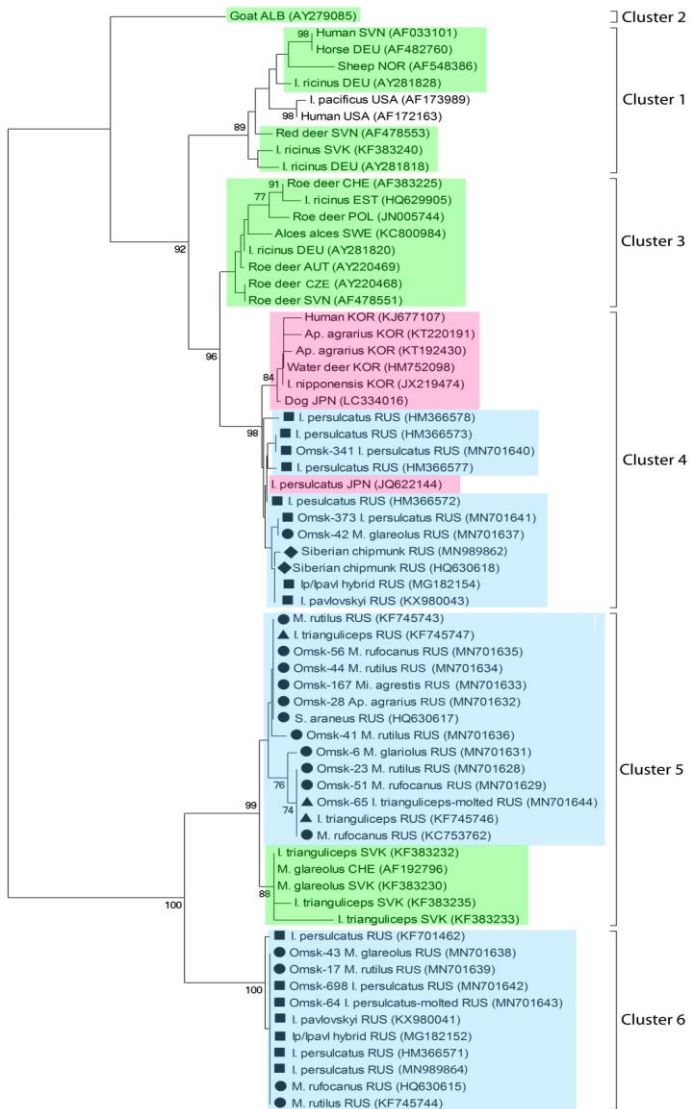 Goat ALB (AY279085)
Cluster 2
Human SVN (AF033101)
98
Horse DEU (AF482760)
Sheep NOR (AF548386)
I. ricinus DEU (AY281828)
Cluster 1
I. pacificus USA (AF173989)
98
Human USA (AF172163)
89
Red deer SVN (AF478553)
I. ricinus SVK (KF383240)
I. ricinus DEU (AY281818)
91
Roe deer CHE (AF383225)
77
I. ricinus EST (HQ629905)
Roe deer POL (JN005744)
Alces alces SWE (KC800984)
Cluster 3
I. ricinus DEU (AY281820)
92
Roe deer AUT (AY220469)
Roe deer CZE (AY220468)
Roe deer SVN (AF478551)
Human KOR (KJ677107)
Ap. agrarius KOR (KT220191)
Ap. agrarius KOR (KT192430)
96
Water deer KOR (HM752098)
84
I. nipponensis KOR (JX219474)
Dog JPN (LC334016)
I. persulcatus RUS (HM366578)
98
I. persulcatus RUS (HM366573)
Omsk-341 I. persulcatus RUS (MN701640)
Cluster 4
I. persulcatus RUS (HM366577)
I. persulcatus JPN (JQ622144)
I. pesulcatus RUS (HM366572)
Omsk-373 I. persulcatus RUS (MN701641)
Omsk-42 M. glareolus RUS (MN701637)
Siberian chipmunk RUS (MN989862)
Siberian chipmunk RUS (HQ630618)
Ip/Ipavl hybrid RUS (MG182154)
I. pavlovskyi RUS (KX980043)
M. rutilus RUS (KF745743)
I. trianguliceps RUS (KF745747)
Omsk-56 M. rufocanus RUS (MN701635)
Omsk-44 M. rutilus RUS (MN701634)
Omsk-167 Mi. agrestis RUS (MN701633)
Omsk-28 Ap. agrarius RUS (MN701632)
S. araneus RUS (HQ630617)
Omsk-41 M. rutilus RUS (MN701636)
Omsk-6 M. glariolus RUS (MN701631)
Cluster 5
Omsk-23 M. rutilus RUS (MN701628)
76
Omsk-51 M. rufocanus RUS (MN701629)
74
Omsk-65 I. trianguliceps-molted RUS (MN701644)
99
I. trianguliceps RUS (KF745746)
M. rufocanus RUS (KC753762)
I. trianguliceps SVK (KF383232)
M. glareolus CHE (AF192796)
M. glareolus SVK (KF383230)
88
I. trianguliceps SVK (KF383235)
100
I. trianguliceps SVK (KF383233)
I. persulcatus RUS (KF701462)
Omsk-43 M. glareolus RUS (MN701638)
Omsk-17 M. rutilus RUS (MN701639)
100
Omsk-698 I. persulcatus RUS (MN701642)
Omsk-64 I. persulcatus-molted RUS (MN701643)
I. pavlovskyi RUS (KX980041)
Cluster 6
Ip/Ipavl hybrid RUS (MG182152)
I. persulcatus RUS (HM366571)
I. persulcatus RUS (MN989864)
M. rufocanus RUS (HQ630615)
M. rutilus RUS (KF745744)